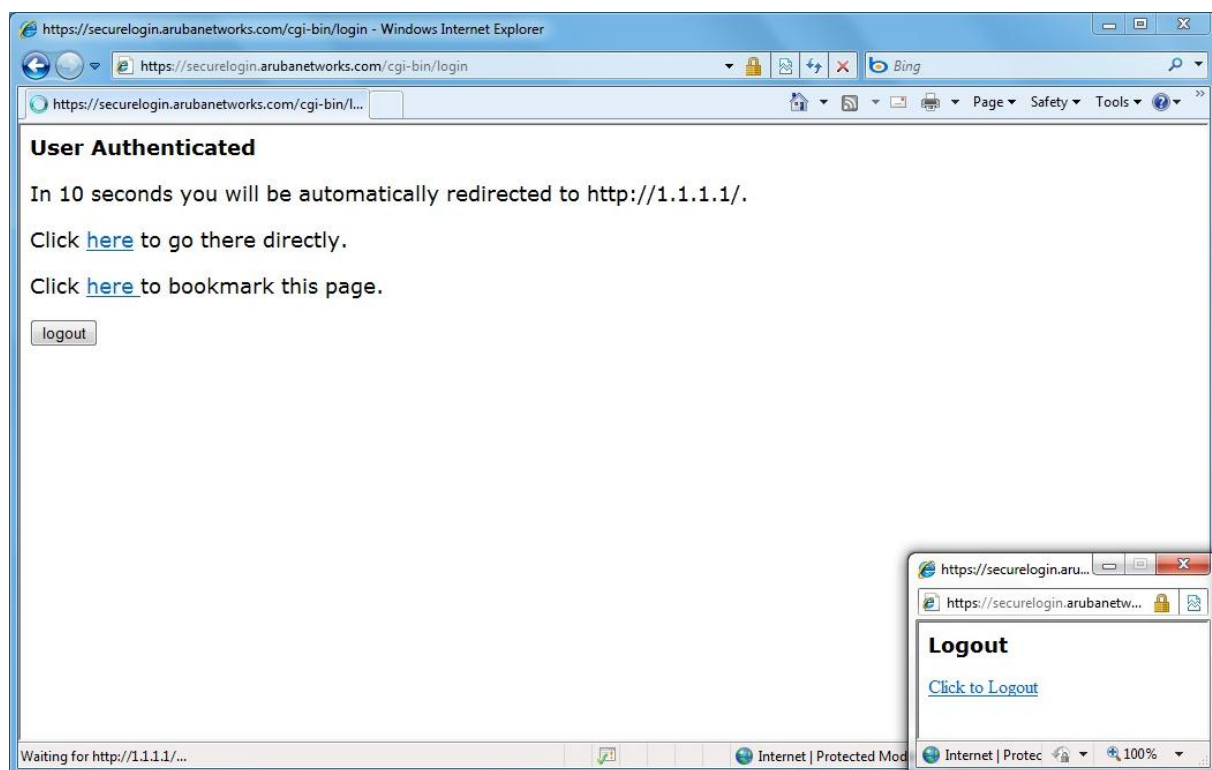 https://securelogin.arubanetworks.com/cgi-bin/login - Windows Internet Explorer
https://securelogin.arubanetworks.com/cgi-bin/login
Bing
https://securelogin.arubanetworks.com/cgi-bin/l...
Page Safety Tools
User Authenticated
In 10 seconds you will be automatically redirected to http://1.1.1.1/.
Click here to go there directly.
Click here to bookmark this page.
logout
https://securelogin.aru...
https://securelogin.arubanetw...
Logout
Click to Logout
Waiting for http://1.1.1.1/...
Internet | Protected Mod
Internet | Protec
100%